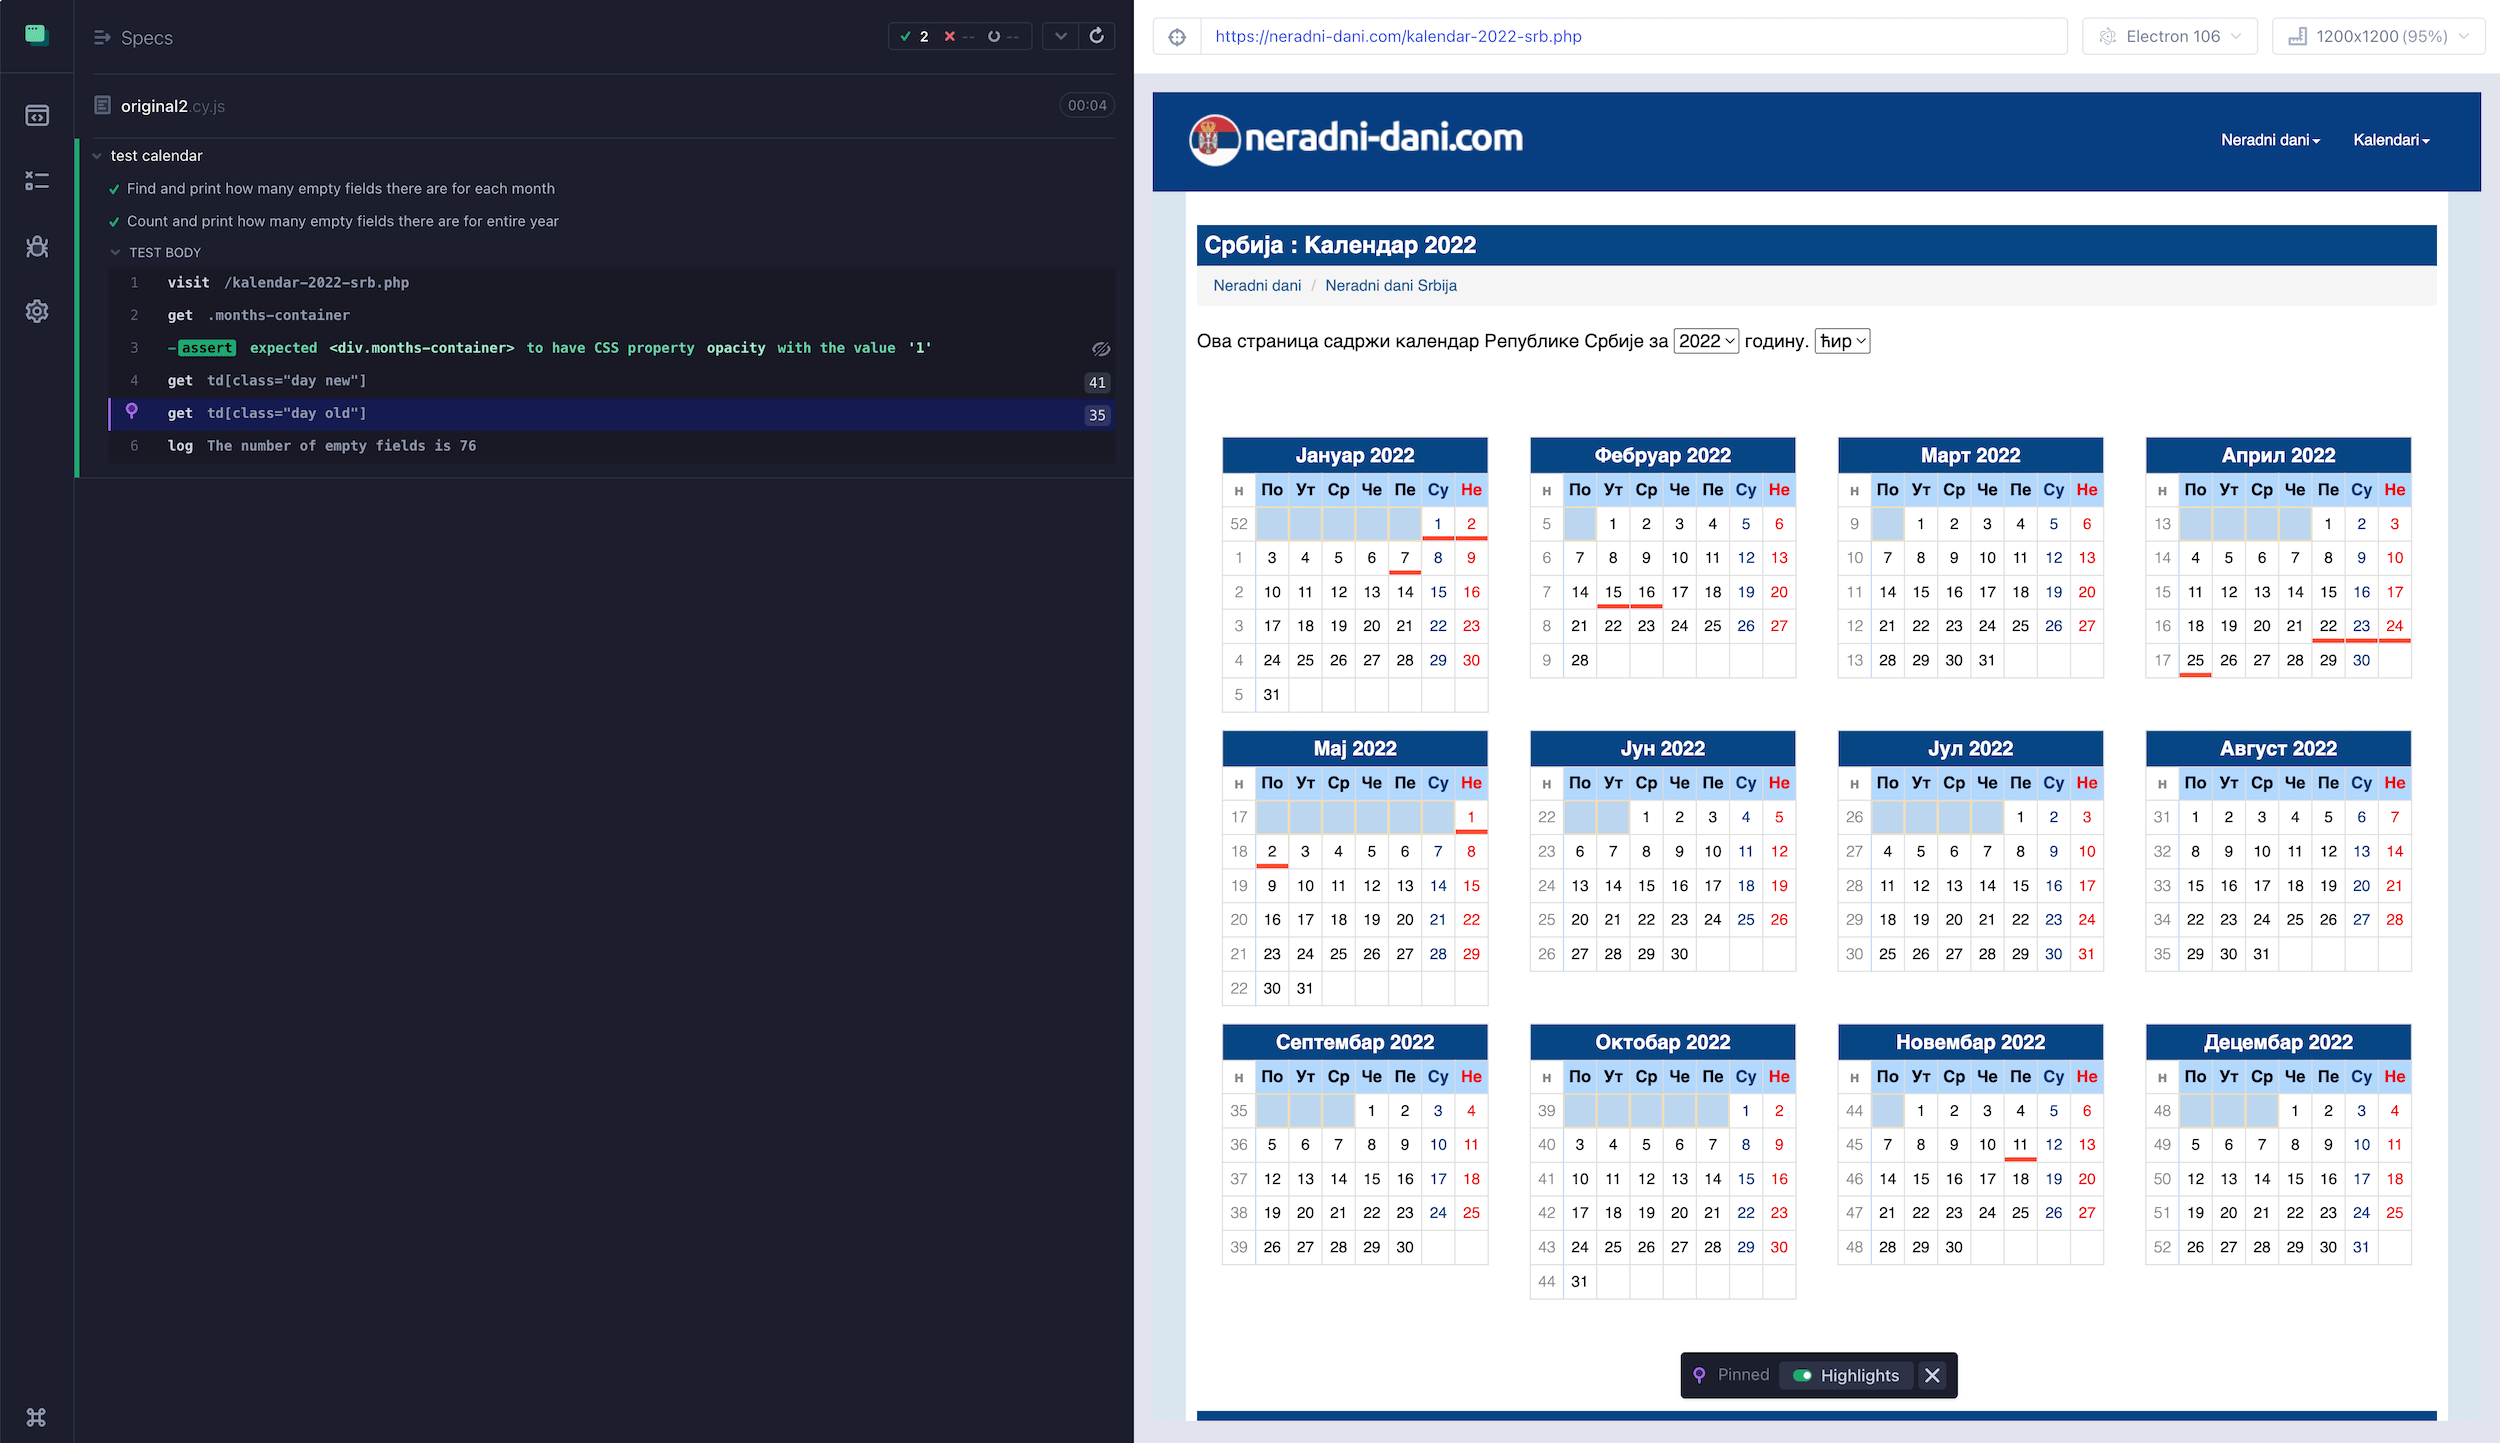 Specs
2 -- --
original2.cy.js 00:04
test calendar
Find and print how many empty fields there are for each month
Count and print how many empty fields there are for entire year
TEST BODY
1 visit /kalendar-2022-srb.php
2 get .months-container
3 -assert expected <div.months-container> to have CSS property opacity with the value '1'
4 get td[class="day new"] 41
get td[class="day old"] 35
6 log The number of empty fields is 76
https://neradni-dani.com/kalendar-2022-srb.php
Electron 106
1200x1200 (95%)
neradni-dani.com
Neradni dani
Kalendari
Србија : Календар 2022
Neradni dani / Neradni dani Srbija
Ова страница садржи календар Републике Србије за 2022 годину. ћир
Јануар 2022
н По Ут Ср Че Пе Су Не
52 1 2
1 3 4 5 6 7 8 9
2 10 11 12 13 14 15 16
3 17 18 19 20 21 22 23
4 24 25 26 27 28 29 30
5 31
Фебруар 2022
н По Ут Ср Че Пе Су Не
5 1 2 3 4 5 6
6 7 8 9 10 11 12 13
7 14 15 16 17 18 19 20
8 21 22 23 24 25 26 27
9 28
Март 2022
н По Ут Ср Че Пе Су Не
9 1 2 3 4 5 6
10 7 8 9 10 11 12 13
11 14 15 16 17 18 19 20
12 21 22 23 24 25 26 27
13 28 29 30 31
Април 2022
н По Ут Ср Че Пе Су Не
13 1 2 3
14 4 5 6 7 8 9 10
15 11 12 13 14 15 16 17
16 18 19 20 21 22 23 24
17 25 26 27 28 29 30
Мај 2022
н По Ут Ср Че Пе Су Не
17 1
18 2 3 4 5 6 7 8
19 9 10 11 12 13 14 15
20 16 17 18 19 20 21 22
21 23 24 25 26 27 28 29
22 30 31
Јун 2022
н По Ут Ср Че Пе Су Не
22 1 2 3 4 5
23 6 7 8 9 10 11 12
24 13 14 15 16 17 18 19
25 20 21 22 23 24 25 26
26 27 28 29 30
Јул 2022
н По Ут Ср Че Пе Су Не
26 1 2 3
27 4 5 6 7 8 9 10
28 11 12 13 14 15 16 17
29 18 19 20 21 22 23 24
30 25 26 27 28 29 30 31
Август 2022
н По Ут Ср Че Пе Су Не
31 1 2 3 4 5 6 7
32 8 9 10 11 12 13 14
33 15 16 17 18 19 20 21
34 22 23 24 25 26 27 28
35 29 30 31
Септембар 2022
н По Ут Ср Че Пе Су Не
35 1 2 3 4
36 5 6 7 8 9 10 11
37 12 13 14 15 16 17 18
38 19 20 21 22 23 24 25
39 26 27 28 29 30
Октобар 2022
н По Ут Ср Че Пе Су Не
39 1 2
40 3 4 5 6 7 8 9
41 10 11 12 13 14 15 16
42 17 18 19 20 21 22 23
43 24 25 26 27 28 29 30
44 31
Новембар 2022
н По Ут Ср Че Пе Су Не
44 1 2 3 4 5 6
45 7 8 9 10 11 12 13
46 14 15 16 17 18 19 20
47 21 22 23 24 25 26 27
48 28 29 30
Децембар 2022
н По Ут Ср Че Пе Су Не
48 1 2 3 4
49 5 6 7 8 9 10 11
50 12 13 14 15 16 17 18
51 19 20 21 22 23 24 25
52 26 27 28 29 30 31
Pinned Highlights